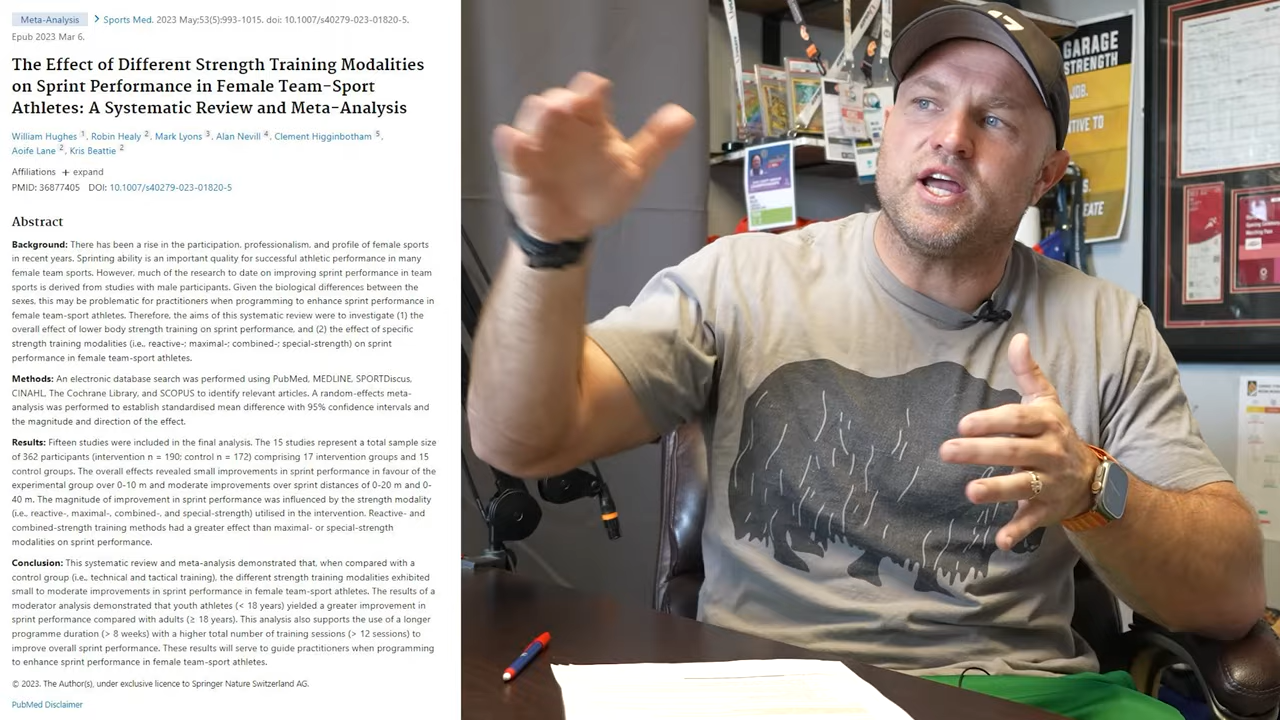 Meta-Analysis > Sports Med. 2023 May;53(5):993-1015. doi: 10.1007/s40279-023-01820-5.
Epub 2023 Mar 6.
The Effect of Different Strength Training Modalities
on Sprint Performance in Female Team-Sport
Athletes: A Systematic Review and Meta-Analysis
William Hughes 1, Robin Healy 2, Mark Lyons 3, Alan Nevill 4, Clement Higginbotham 5,
Aoife Lane 2, Kris Beattie 2
Affiliations + expand
PMID: 36877405 DOI: 10.1007/s40279-023-01820-5
Abstract
Background: There has been a rise in the participation, professionalism, and profile of female sports
in recent years. Sprinting ability is an important quality for successful athletic performance in many
female team sports. However, much of the research to date on improving sprint performance in team
sports is derived from studies with male participants. Given the biological differences between the
sexes, this may be problematic for practitioners when programming to enhance sprint performance in
female team-sport athletes. Therefore, the aims of this systematic review were to investigate (1) the
overall effect of lower body strength training on sprint performance, and (2) the effect of specific
strength training modalities (i.e., reactive-; maximal-; combined-; special-strength) on sprint
performance in female team-sport athletes.
Methods: An electronic database search was performed using PubMed, MEDLINE, SPORTDiscus,
CINAHL, The Cochrane Library, and SCOPUS to identify relevant articles. A random-effects meta-
analysis was performed to establish standardised mean difference with 95% confidence intervals and
the magnitude and direction of the effect.
Results: Fifteen studies were included in the final analysis. The 15 studies represent a total sample size
of 362 participants (intervention n = 190; control n = 172) comprising 17 intervention groups and 15
control groups. The overall effects revealed small improvements in sprint performance in favour of the
experimental group over 0-10 m and moderate improvements over sprint distances of 0-20 m and 0-
40 m. The magnitude of improvement in sprint performance was influenced by the strength modality
(i.e., reactive-, maximal-, combined-, and special-strength) utilised in the intervention. Reactive- and
combined-strength training methods had a greater effect than maximal- or special-strength
modalities on sprint performance.
Conclusion: This systematic review and meta-analysis demonstrated that, when compared with a
control group (i.e., technical and tactical training), the different strength training modalities exhibited
small to moderate improvements in sprint performance in female team-sport athletes. The results of a
moderator analysis demonstrated that youth athletes (< 18 years) yielded a greater improvement in
sprint performance compared with adults (≥ 18 years). This analysis also supports the use of a longer
programme duration (> 8 weeks) with a higher total number of training sessions (> 12 sessions) to
improve overall sprint performance. These results will serve to guide practitioners when programming
to enhance sprint performance in female team-sport athletes.
© 2023. The Author(s), under exclusive licence to Springer Nature Switzerland AG.
PubMed Disclaimer
GARAGE
STRENGTH
JOB.